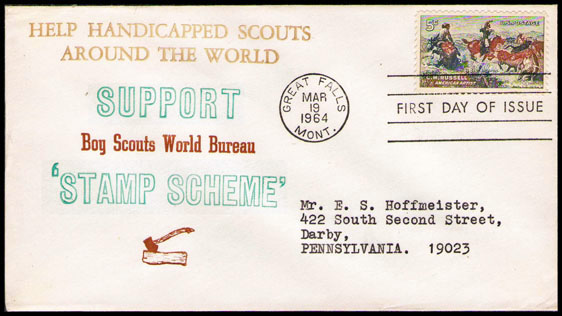 HELP HANDICAPPED SCOUTS
AROUND THE WORLD
SUPPORT
Boy Scouts World Bureau
'STAMP SCHEME'
5¢ U.S. POSTAGE
C.M. RUSSELL
AMERICAN ARTIST
GREAT FALLS
MAR
19
1964
MONT.
FIRST DAY OF ISSUE
Mr. E. S. Hoffmeister,
422 South Second Street,
Darby,
PENNSYLVANIA. 19023